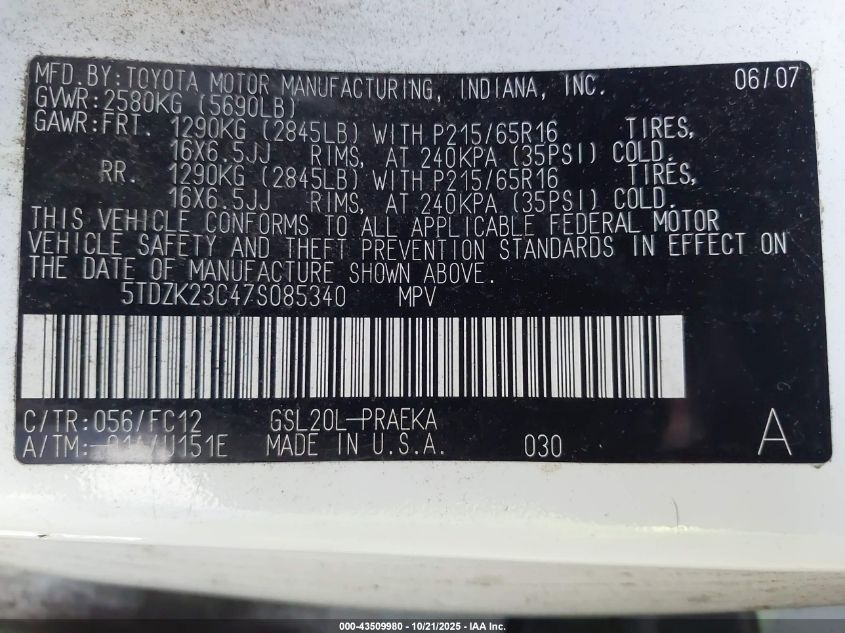 MFD. BY: TOYOTA MOTOR MANUFACTURING, INDIANA, INC. 06/07
GVWR: 2580KG (5690LB)
GAWR: FRT. 1290KG (2845LB) WITH P215/65R16 TIRES,
16X6.5JJ RIMS, AT 240KPA (35PSI) COLD.
RR. 1290KG (2845LB) WITH P215/65R16 TIRES,
16X6.5JJ RIMS, AT 240KPA (35PSI) COLD.
THIS VEHICLE CONFORMS TO ALL APPLICABLE FEDERAL MOTOR
VEHICLE SAFETY AND THEFT PREVENTION STANDARDS IN EFFECT ON
THE DATE OF MANUFACTURE SHOWN ABOVE.
5TDZK23C47S085340 MPV
C/TR: 056/FC12 GSL20L-PRAEKA A
A/TM: U151E MADE IN U.S.A. 030
000-43509980 - 10/21/2025 - IAA Inc.